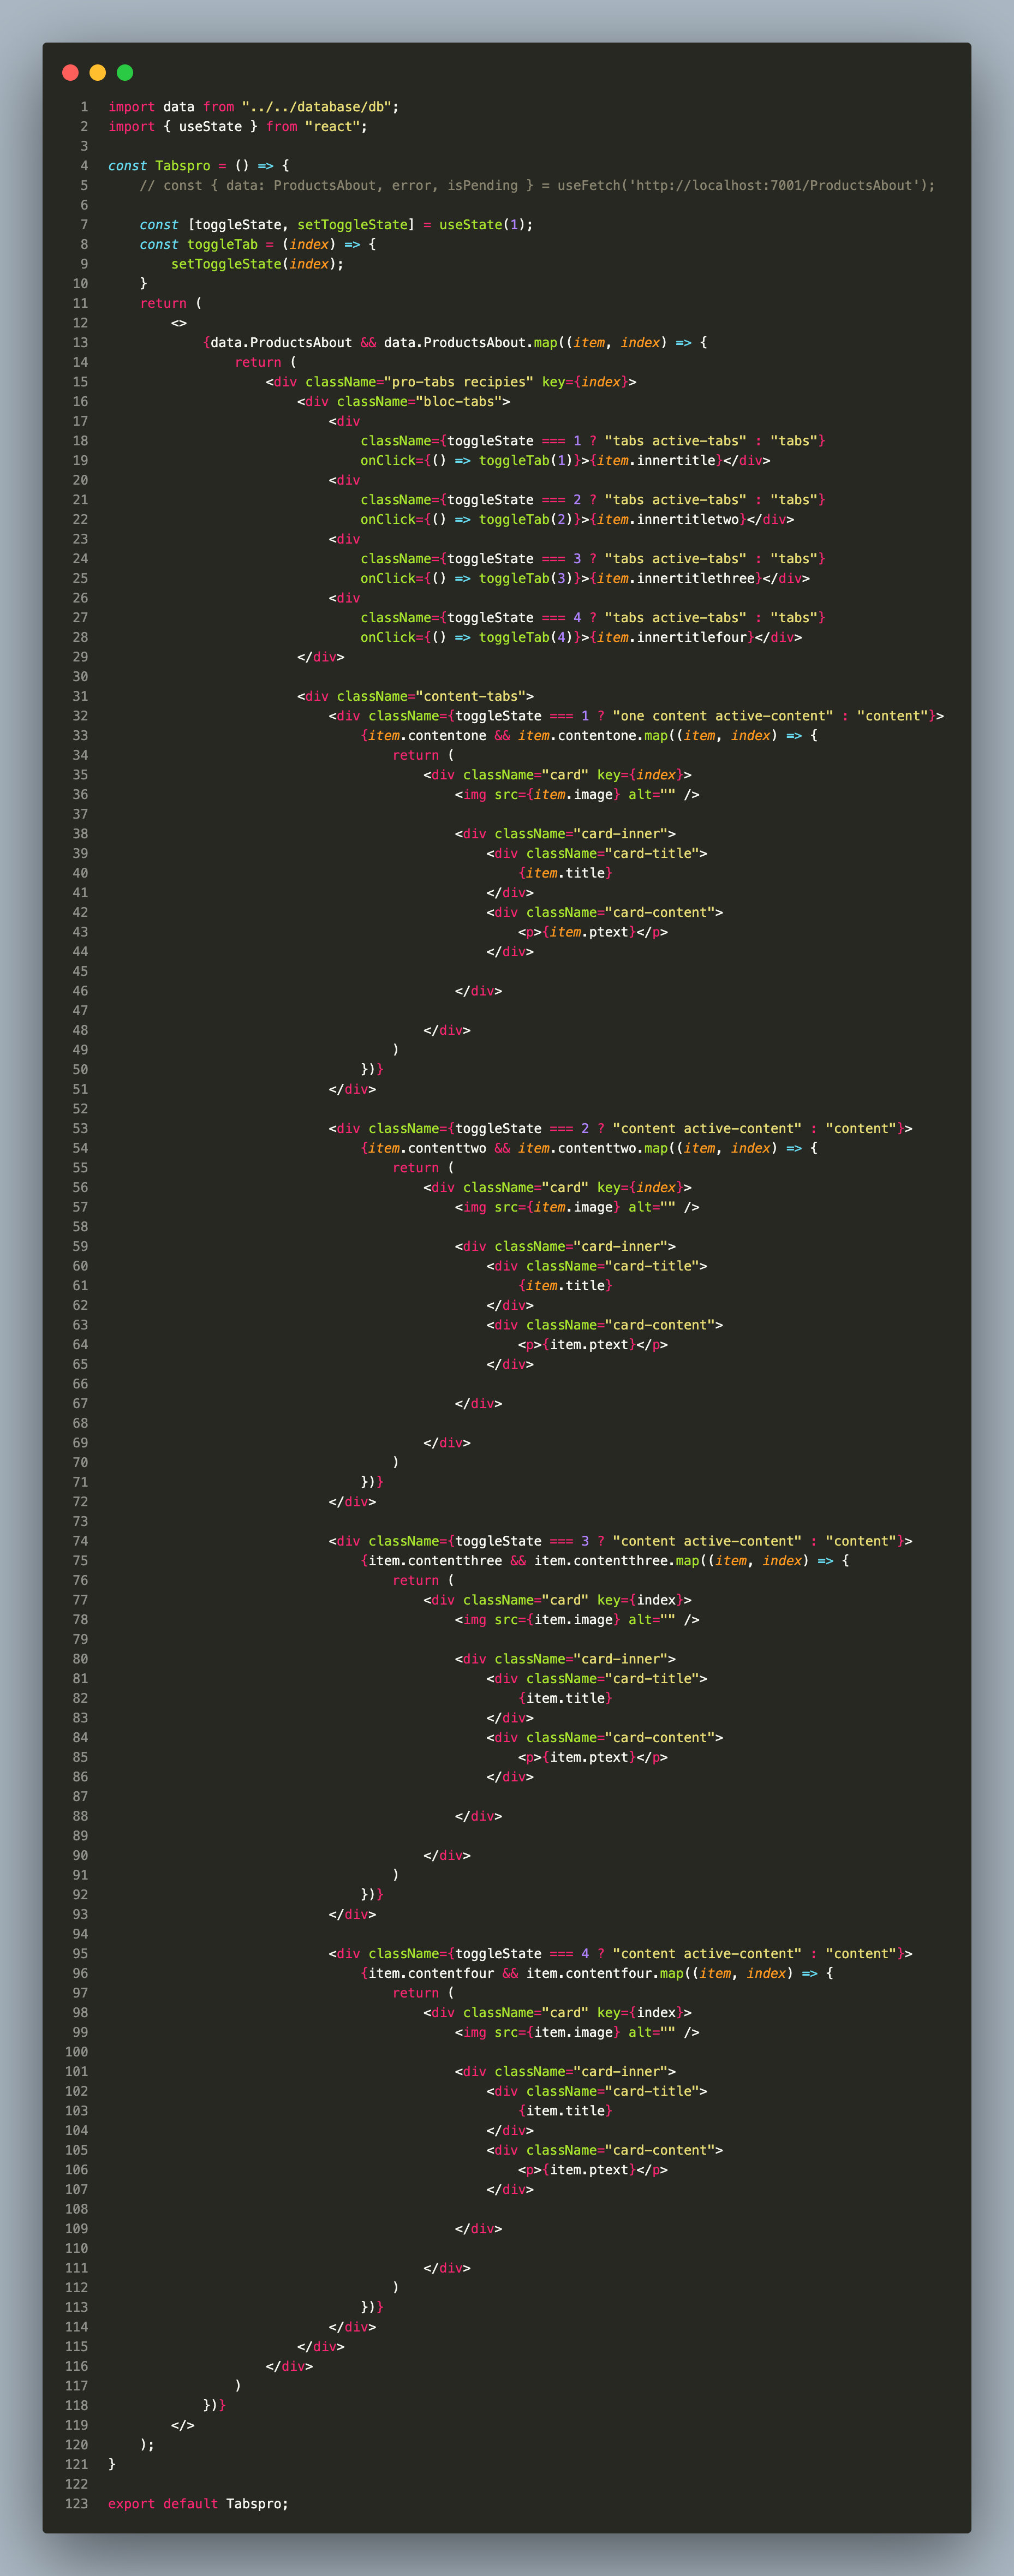 1 import data from "../../database/db";
2 import { useState } from "react";
3
4 const Tabspro = () => {
5     // const { data: ProductsAbout, error, isPending } = useFetch('http://localhost:7001/ProductsAbout');
6
7     const [toggleState, setToggleState] = useState(1);
8     const toggleTab = (index) => {
9         setToggleState(index);
10     }
11     return (
12         <>
13             {data.ProductsAbout && data.ProductsAbout.map((item, index) => {
14                 return (
15                     <div className="pro-tabs recipies" key={index}>
16                         <div className="bloc-tabs">
17                             <div
18                                 className={toggleState === 1 ? "tabs active-tabs" : "tabs"}
19                                 onClick={() => toggleTab(1)}>{item.innertitle}</div>
20                             <div
21                                 className={toggleState === 2 ? "tabs active-tabs" : "tabs"}
22                                 onClick={() => toggleTab(2)}>{item.innertitletwo}</div>
23                             <div
24                                 className={toggleState === 3 ? "tabs active-tabs" : "tabs"}
25                                 onClick={() => toggleTab(3)}>{item.innertitlethree}</div>
26                             <div
27                                 className={toggleState === 4 ? "tabs active-tabs" : "tabs"}
28                                 onClick={() => toggleTab(4)}>{item.innertitlefour}</div>
29                         </div>
30
31                         <div className="content-tabs">
32                             <div className={toggleState === 1 ? "one content active-content" : "content"}>
33                                 {item.contentone && item.contentone.map((item, index) => {
34                                     return (
35                                         <div className="card" key={index}>
36                                             <img src={item.image} alt="" />
37
38                                             <div className="card-inner">
39                                                 <div className="card-title">
40                                                     {item.title}
41                                                 </div>
42                                                 <div className="card-content">
43                                                     <p>{item.ptext}</p>
44                                                 </div>
45
46                                             </div>
47
48                                         </div>
49                                     )
50                                 })}
51                             </div>
52
53                             <div className={toggleState === 2 ? "content active-content" : "content"}>
54                                 {item.contenttwo && item.contenttwo.map((item, index) => {
55                                     return (
56                                         <div className="card" key={index}>
57                                             <img src={item.image} alt="" />
58
59                                             <div className="card-inner">
60                                                 <div className="card-title">
61                                                     {item.title}
62                                                 </div>
63                                                 <div className="card-content">
64                                                     <p>{item.ptext}</p>
65                                                 </div>
66
67                                             </div>
68
69                                         </div>
70                                     )
71                                 })}
72                             </div>
73
74                             <div className={toggleState === 3 ? "content active-content" : "content"}>
75                                 {item.contentthree && item.contentthree.map((item, index) => {
76                                     return (
77                                         <div className="card" key={index}>
78                                             <img src={item.image} alt="" />
79
80                                             <div className="card-inner">
81                                                 <div className="card-title">
82                                                     {item.title}
83                                                 </div>
84                                                 <div className="card-content">
85                                                     <p>{item.ptext}</p>
86                                                 </div>
87
88                                             </div>
89
90                                         </div>
91                                     )
92                                 })}
93                             </div>
94
95                             <div className={toggleState === 4 ? "content active-content" : "content"}>
96                                 {item.contentfour && item.contentfour.map((item, index) => {
97                                     return (
98                                         <div className="card" key={index}>
99                                             <img src={item.image} alt="" />
100
101                                             <div className="card-inner">
102                                                 <div className="card-title">
103                                                     {item.title}
104                                                 </div>
105                                                 <div className="card-content">
106                                                     <p>{item.ptext}</p>
107                                                 </div>
108
109                                             </div>
110
111                                         </div>
112                                     )
113                                 })}
114                             </div>
115                         </div>
116                     </div>
117                 )
118             })}
119         </>
120     );
121 }
122
123 export default Tabspro;